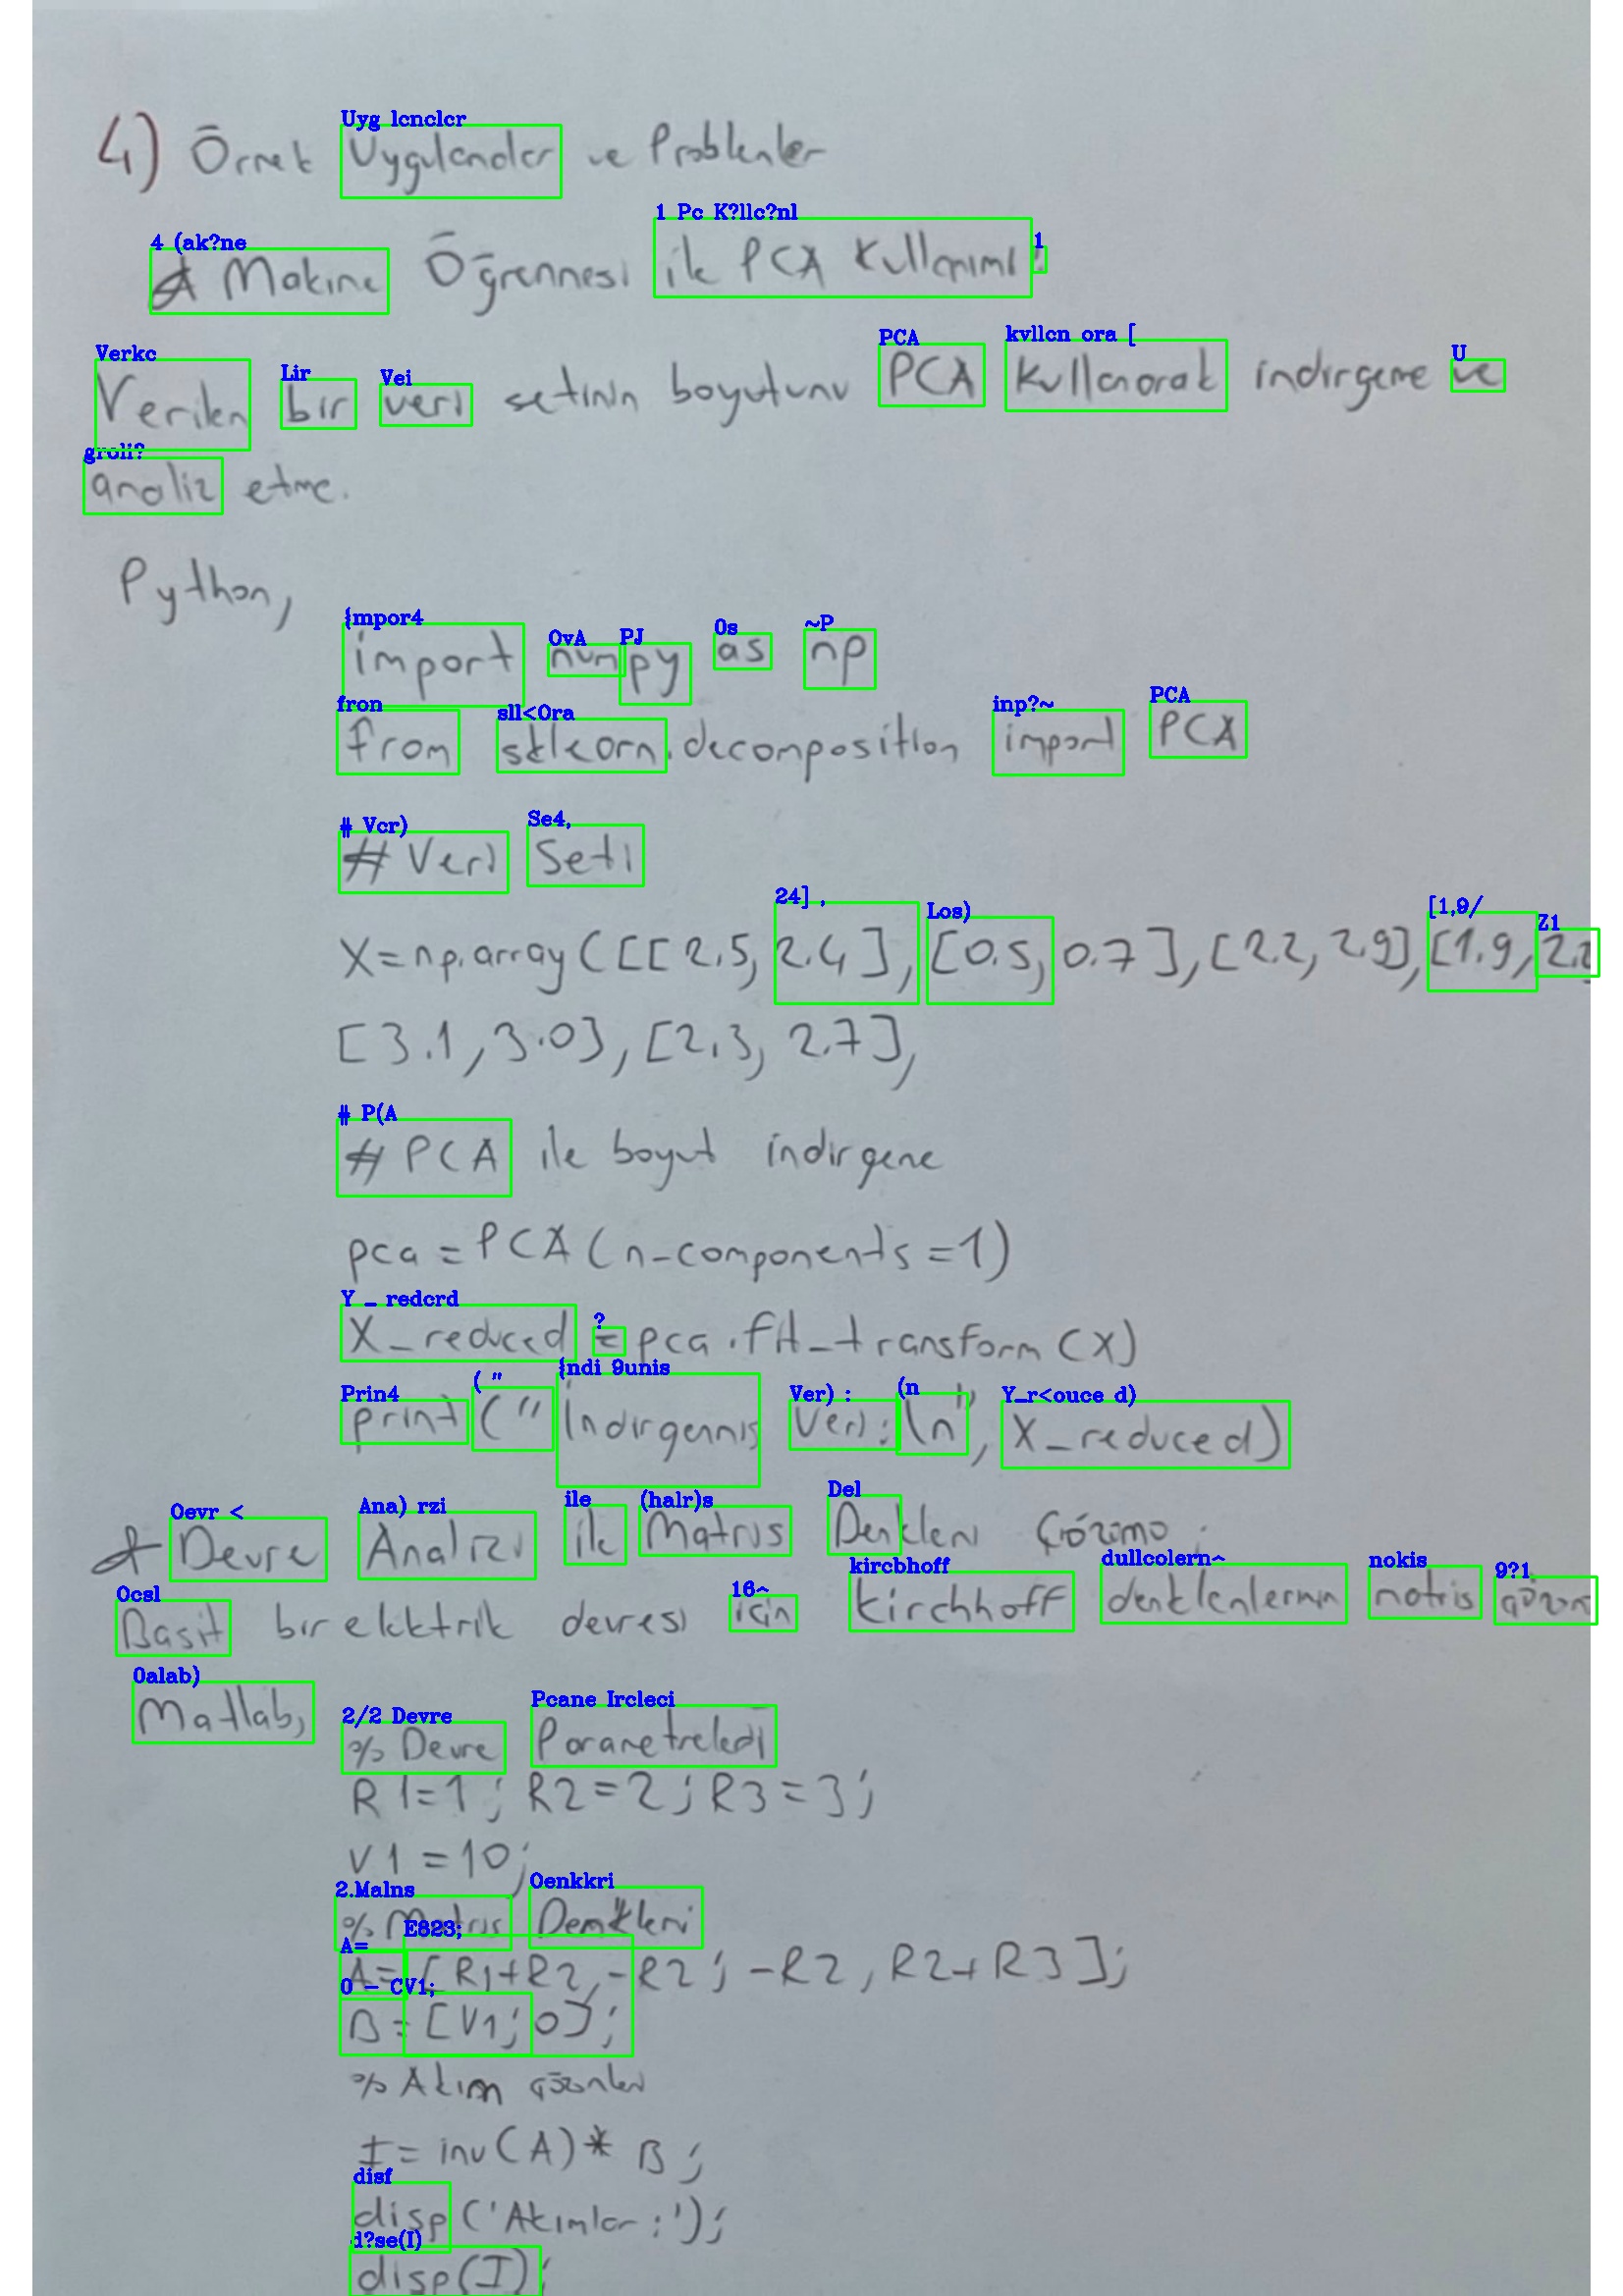 4) Örnek Uygulamalar ve Problemler
Uyg lcnclcr
* Makine Öğrenmesi ile PCA Kullanımı:
4 (ak?ne
1 Pc K?llc?nl
1
Verilen bir veri setinin boyutunu PCA kullanarak indirgeme ve
Verkc
Lir
Vei
PCA
kvllcn ora [
U
analiz etme.
groli?
Python,
import numpy as np
{mpor4
OvA
PJ
Os
~P
from sklearn.decomposition import PCA
fron
sll<Ora
inp?~
PCA
# Veri Seti
# Vcr)
Se4,
X=np.array([[2.5, 2.4], [0.5, 0.7], [2.2, 2.9], [1.9, 2.2
24] ,
Los)
[1,9/
Z1
[3.1, 3.0], [2.3, 2.7],
# PCA ile boyut indirgeme
# P(A
pca = PCA(n-components =1)
X_reduced = pca.fit_transform(X)
Y _ redcrd
?
print ("İndirgenmiş Veri: \n", X_reduced)
Prin4
( "
{ndi 9unis
Ver) :
(n
Y_r<ouce d)
* Devre Analizi ile Matris Denklemi Çözümü:
Oevr <
Ana) rzi
ile
(halr)s
Del
Basit bir elektrik devresi için kirchhoff denklemlerinin matris çözüm
Ocsl
16~
kircbhoff
dullcolern~
nokis
9?1
Matlab,
Oalab)
% Devre Parametreleri
2/2 Devre
Pcane Ircleci
R1=1; R2=2; R3=3;
V1=10;
% Matris Denklemi
2.Malns
Oenkkri
A= [R1+R2, -R2; -R2, R2+R3];
A=
E823;
B = [V1; 0];
0 - CV1;
% Akım çözümleri
I= inv(A)* B;
disp('Akımlar:');
disf
disp(I);
d?se(I)